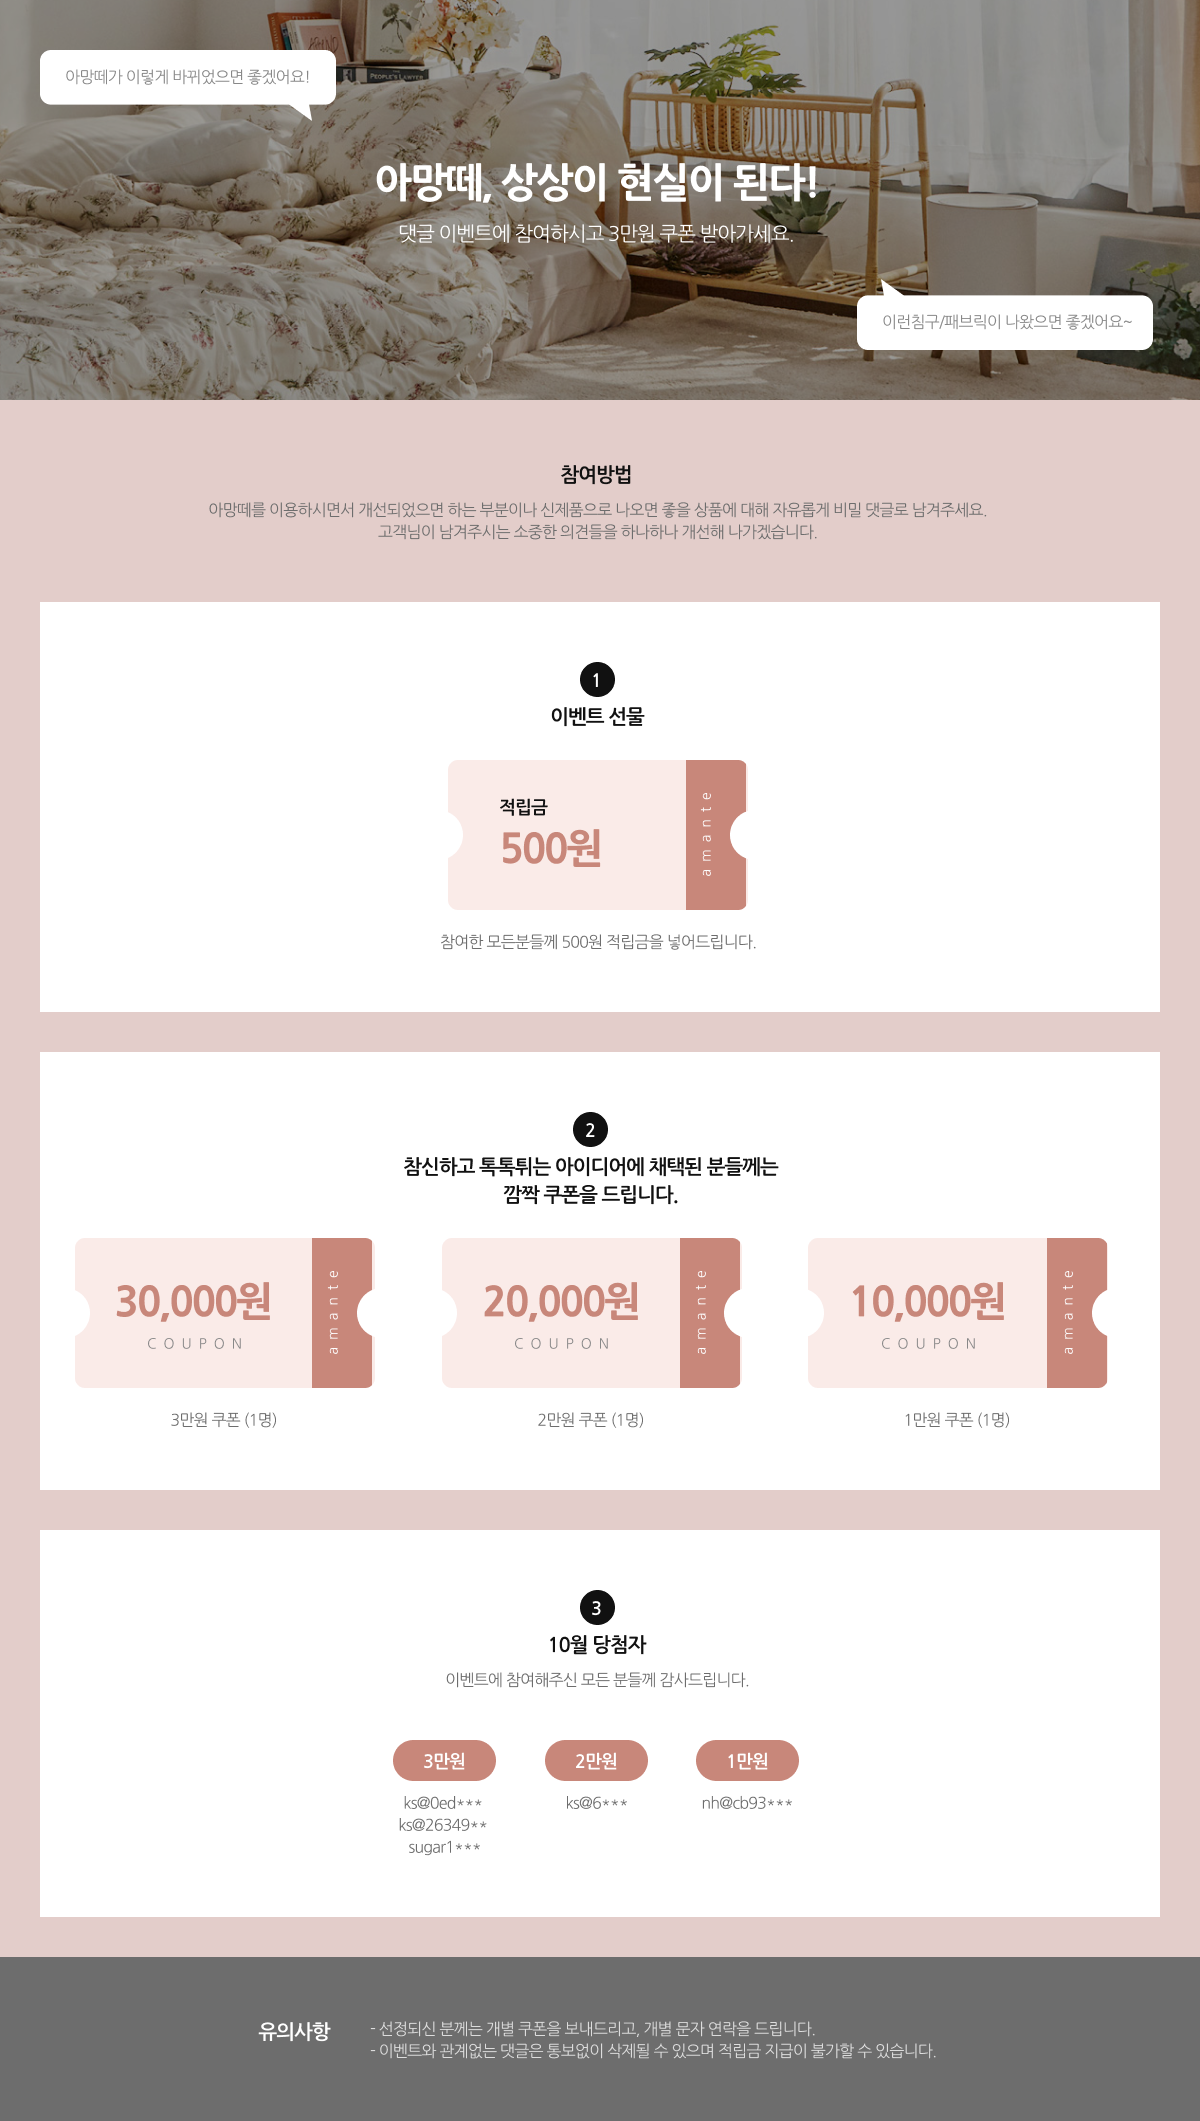 아망떼가 이렇게 바뀌었으면 좋겠어요!
PEOPLE'S LAWYER
아망떼, 상상이 현실이 된다!
댓글 이벤트에 참여하시고 3만원 쿠폰 받아가세요.
이런침구/패브릭이 나왔으면 좋겠어요~
참여방법
아망떼를 이용하시면서 개선되었으면 하는 부분이나 신제품으로 나오면 좋을 상품에 대해 자유롭게 비밀 댓글로 남겨주세요.
고객님이 남겨주시는 소중한 의견들을 하나하나 개선해 나가겠습니다.
1
이벤트 선물
적립금
500원
amante
참여한 모든분들께 500원 적립금을 넣어드립니다.
2
참신하고 톡톡튀는 아이디어에 채택된 분들께는
깜짝 쿠폰을 드립니다.
30,000원
COUPON
amante
3만원 쿠폰 (1명)
20,000원
COUPON
amante
2만원 쿠폰 (1명)
10,000원
COUPON
amante
1만원 쿠폰 (1명)
3
10월 당첨자
이벤트에 참여해주신 모든 분들께 감사드립니다.
3만원
ks@0ed***
ks@26349**
sugar1***
2만원
ks@6***
1만원
nh@cb93***
유의사항
- 선정되신 분께는 개별 쿠폰을 보내드리고, 개별 문자 연락을 드립니다.
- 이벤트와 관계없는 댓글은 통보없이 삭제될 수 있으며 적립금 지급이 불가할 수 있습니다.